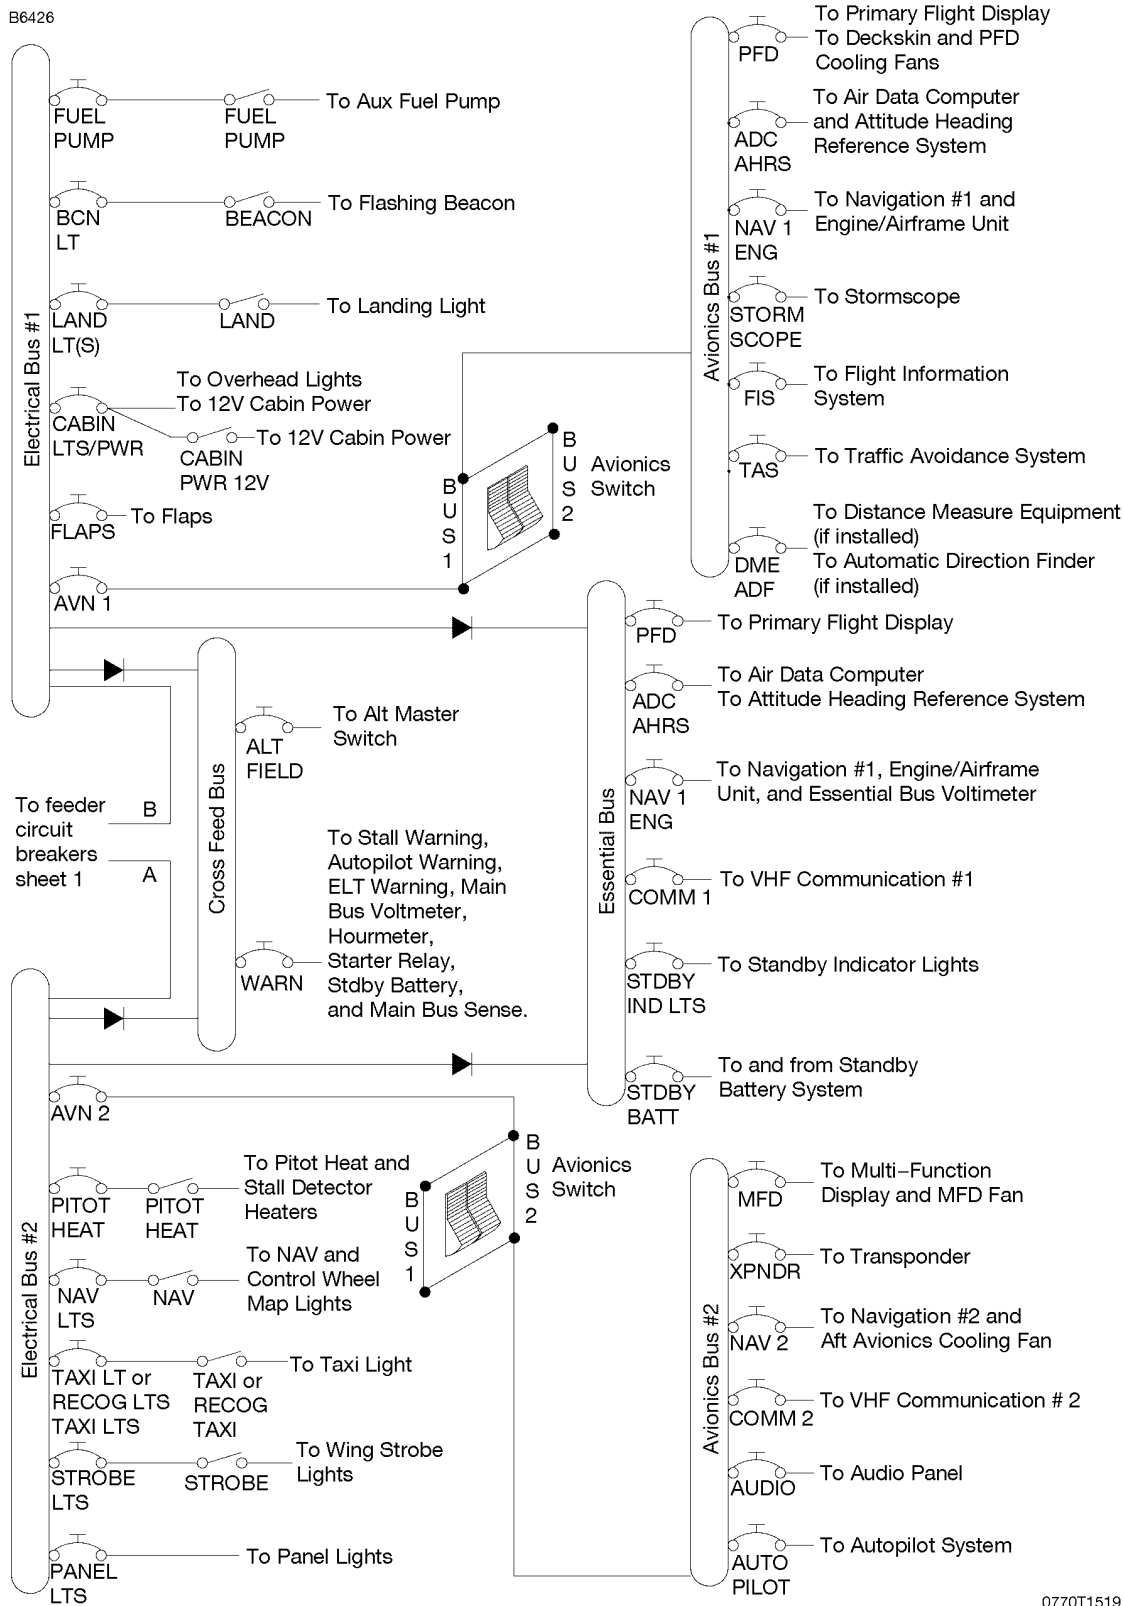 B6426
Electrical Bus #1
FUEL
PUMP
FUEL
PUMP
To Aux Fuel Pump
BCN
LT
BEACON
To Flashing Beacon
LAND
LT(S)
LAND
To Landing Light
CABIN
LTS/PWR
To Overhead Lights
To 12V Cabin Power
To 12V Cabin Power
CABIN
PWR 12V
FLAPS
To Flaps
AVN 1
BUS 1
BUS 2
Avionics
Switch
Avionics Bus #1
PFD
To Primary Flight Display
To Deckskin and PFD
Cooling Fans
ADC
AHRS
To Air Data Computer
and Attitude Heading
Reference System
NAV 1
ENG
To Navigation #1 and
Engine/Airframe Unit
STORM
SCOPE
To Stormscope
FIS
To Flight Information
System
TAS
To Traffic Avoidance System
DME
ADF
To Distance Measure Equipment
(if installed)
To Automatic Direction Finder
(if installed)
To feeder
circuit
breakers
sheet 1
B
A
Cross Feed Bus
ALT
FIELD
To Alt Master
Switch
WARN
To Stall Warning,
Autopilot Warning,
ELT Warning, Main
Bus Voltmeter,
Hourmeter,
Starter Relay,
Stdby Battery,
and Main Bus Sense.
Essential Bus
PFD
To Primary Flight Display
ADC
AHRS
To Air Data Computer
To Attitude Heading Reference System
NAV 1
ENG
To Navigation #1, Engine/Airframe
Unit, and Essential Bus Voltimeter
COMM 1
To VHF Communication #1
STDBY
IND LTS
To Standby Indicator Lights
STDBY
BATT
To and from Standby
Battery System
Electrical Bus #2
AVN 2
BUS 1
BUS 2
Avionics
Switch
PITOT
HEAT
PITOT
HEAT
To Pitot Heat and
Stall Detector
Heaters
NAV
LTS
NAV
To NAV and
Control Wheel
Map Lights
TAXI LT or
RECOG LTS
TAXI LTS
TAXI or
RECOG
TAXI
To Taxi Light
STROBE
LTS
STROBE
To Wing Strobe
Lights
PANEL
LTS
To Panel Lights
Avionics Bus #2
MFD
To Multi–Function
Display and MFD Fan
XPNDR
To Transponder
NAV 2
To Navigation #2 and
Aft Avionics Cooling Fan
COMM 2
To VHF Communication # 2
AUDIO
To Audio Panel
AUTO
PILOT
To Autopilot System
0770T1519